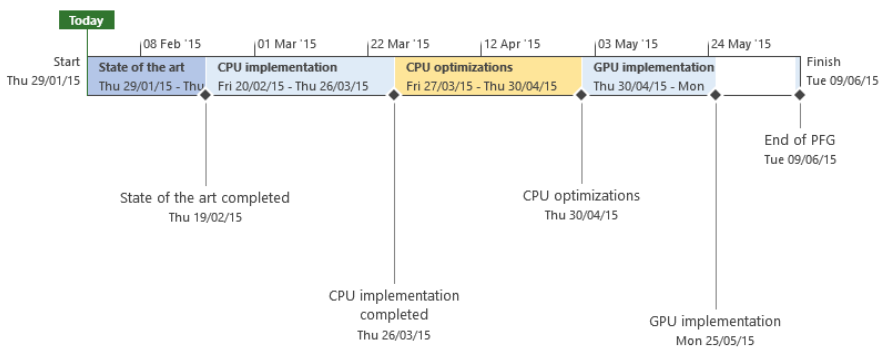 Today
08 Feb '15
01 Mar '15
22 Mar '15
12 Apr '15
03 May '15
24 May '15
Start
Thu 29/01/15
State of the art
Thu 29/01/15 - Thu
CPU implementation
Fri 20/02/15 - Thu 26/03/15
CPU optimizations
Fri 27/03/15 - Thu 30/04/15
GPU implementation
Thu 30/04/15 - Mon
Finish
Tue 09/06/15
End of PFG
Tue 09/06/15
State of the art completed
Thu 19/02/15
CPU optimizations
Thu 30/04/15
CPU implementation
completed
Thu 26/03/15
GPU implementation
Mon 25/05/15